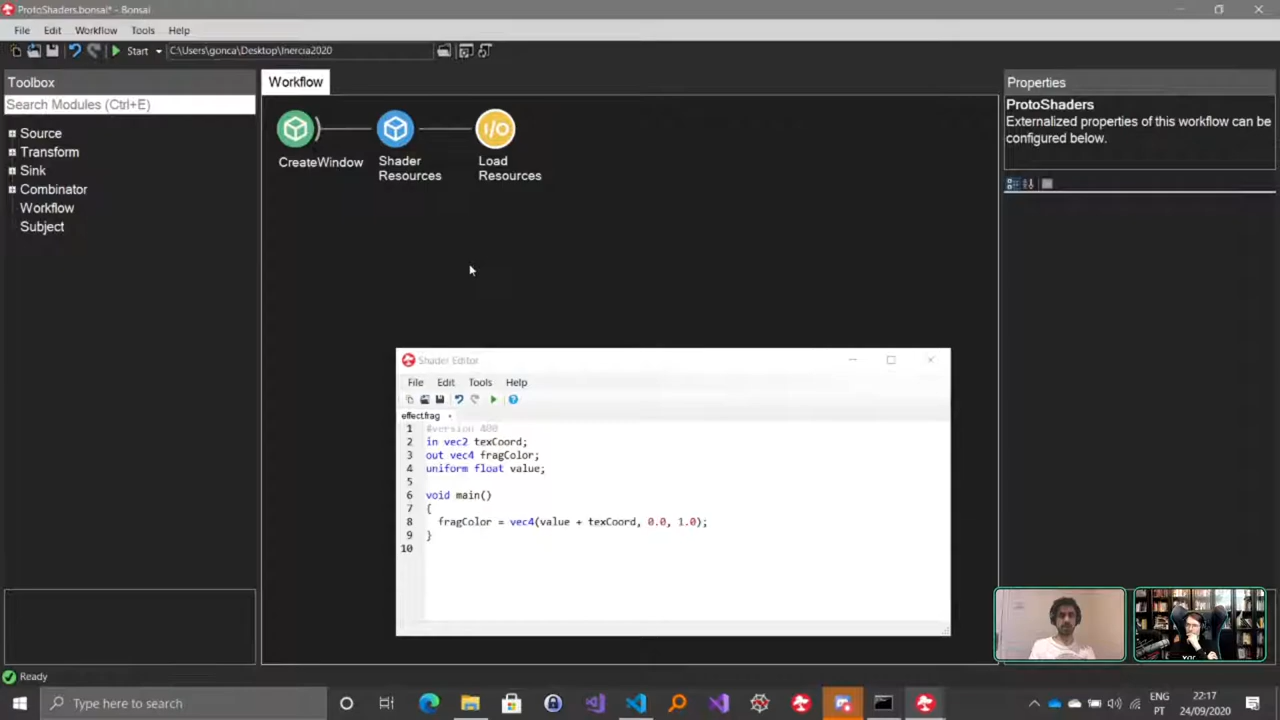 ProtoShaders.bonsai* - Bonsai
File Edit Workflow Tools Help
Start C:\Users\gonca\Desktop\Inercia2020
Toolbox
Search Modules (Ctrl+E)
Source
Transform
Sink
Combinator
Workflow
Subject
Workflow
CreateWindow
Shader
Resources
I/O
Load
Resources
Properties
ProtoShaders
Externalized properties of this workflow can be
configured below.
Shader Editor
File Edit Tools Help
effect.frag
1 #version 400
2 in vec2 texCoord;
3 out vec4 fragColor;
4 uniform float value;
5
6 void main()
7 {
8 fragColor = vec4(value + texCoord, 0.0, 1.0);
9 }
10
Ready
Type here to search
ENG
PT
22:17
24/09/2020